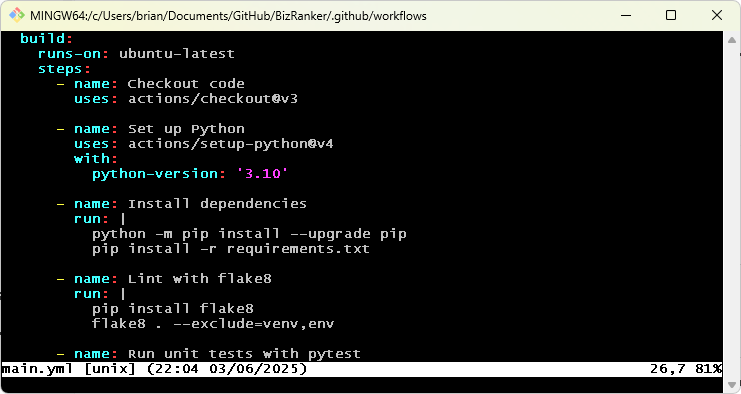 MINGW64:/c/Users/brian/Documents/GitHub/BizRanker/.github/workflows
build:
runs-on: ubuntu-latest
steps:
- name: Checkout code
uses: actions/checkout@v3
- name: Set up Python
uses: actions/setup-python@v4
with:
python-version: '3.10'
- name: Install dependencies
run: |
python -m pip install --upgrade pip
pip install -r requirements.txt
- name: Lint with flake8
run: |
pip install flake8
flake8 . --exclude=venv,env
- name: Run unit tests with pytest
main.yml [unix] (22:04 03/06/2025) 26,7 81%